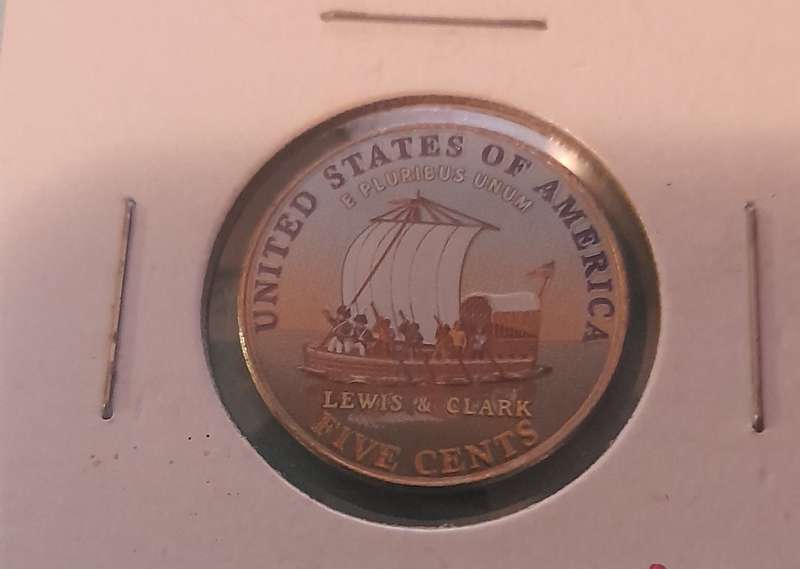 UNITED STATES OF AMERICA
E PLURIBUS UNUM
LEWIS & CLARK
FIVE CENTS